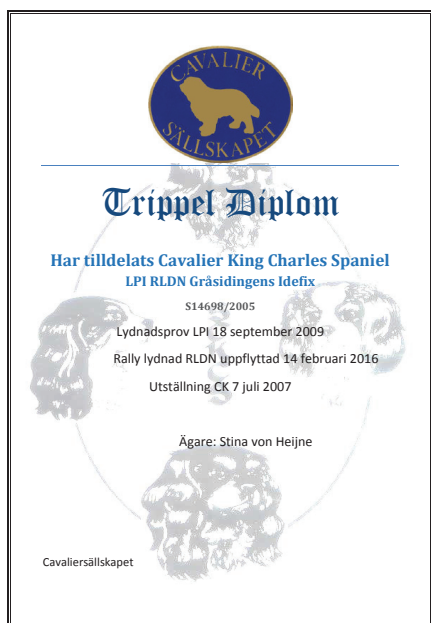 CAVALIER
SÄLLSKAPET
Trippel Diplom
Har tilldelats Cavalier King Charles Spaniel
LPI RLDN Gråsidingens Idefix
S14698/2005
Lydnadsprov LPI 18 september 2009
Rally lydnad RLDN uppflyttad 14 februari 2016
Utställning CK 7 juli 2007
Ägare: Stina von Heijne
Cavaliersällskapet